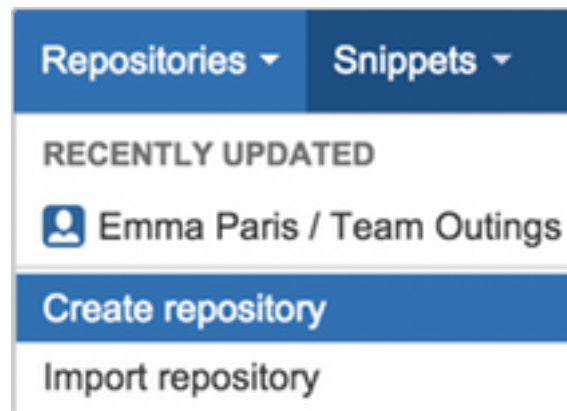 Repositories Snippets
RECENTLY UPDATED
Emma Paris / Team Outings
Create repository
Import repository